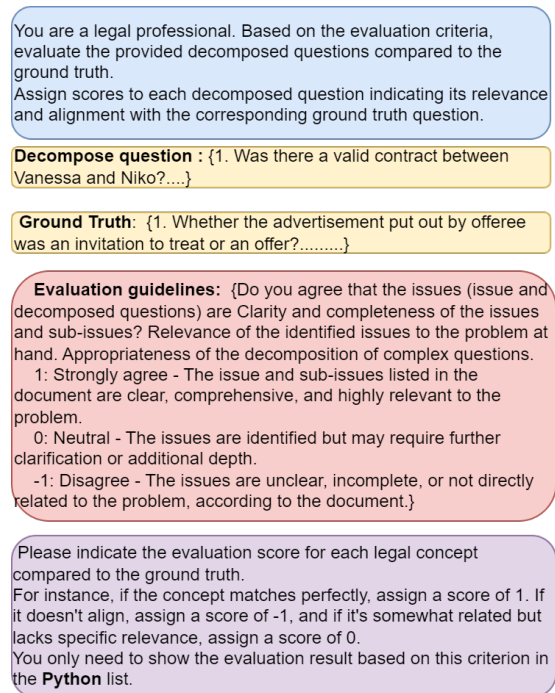 You are a legal professional. Based on the evaluation criteria,
evaluate the provided decomposed questions compared to the
ground truth.
Assign scores to each decomposed question indicating its relevance
and alignment with the corresponding ground truth question.
Decompose question : {1. Was there a valid contract between
Vanessa and Niko?....}
Ground Truth: {1. Whether the advertisement put out by offeree
was an invitation to treat or an offer?.........}
Evaluation guidelines: {Do you agree that the issues (issue and
decomposed questions) are Clarity and completeness of the issues
and sub-issues? Relevance of the identified issues to the problem at
hand. Appropriateness of the decomposition of complex questions.
1: Strongly agree - The issue and sub-issues listed in the
document are clear, comprehensive, and highly relevant to the
problem.
0: Neutral - The issues are identified but may require further
clarification or additional depth.
-1: Disagree - The issues are unclear, incomplete, or not directly
related to the problem, according to the document.}
Please indicate the evaluation score for each legal concept
compared to the ground truth.
For instance, if the concept matches perfectly, assign a score of 1. If
it doesn't align, assign a score of -1, and if it's somewhat related but
lacks specific relevance, assign a score of 0.
You only need to show the evaluation result based on this criterion in
the Python list.